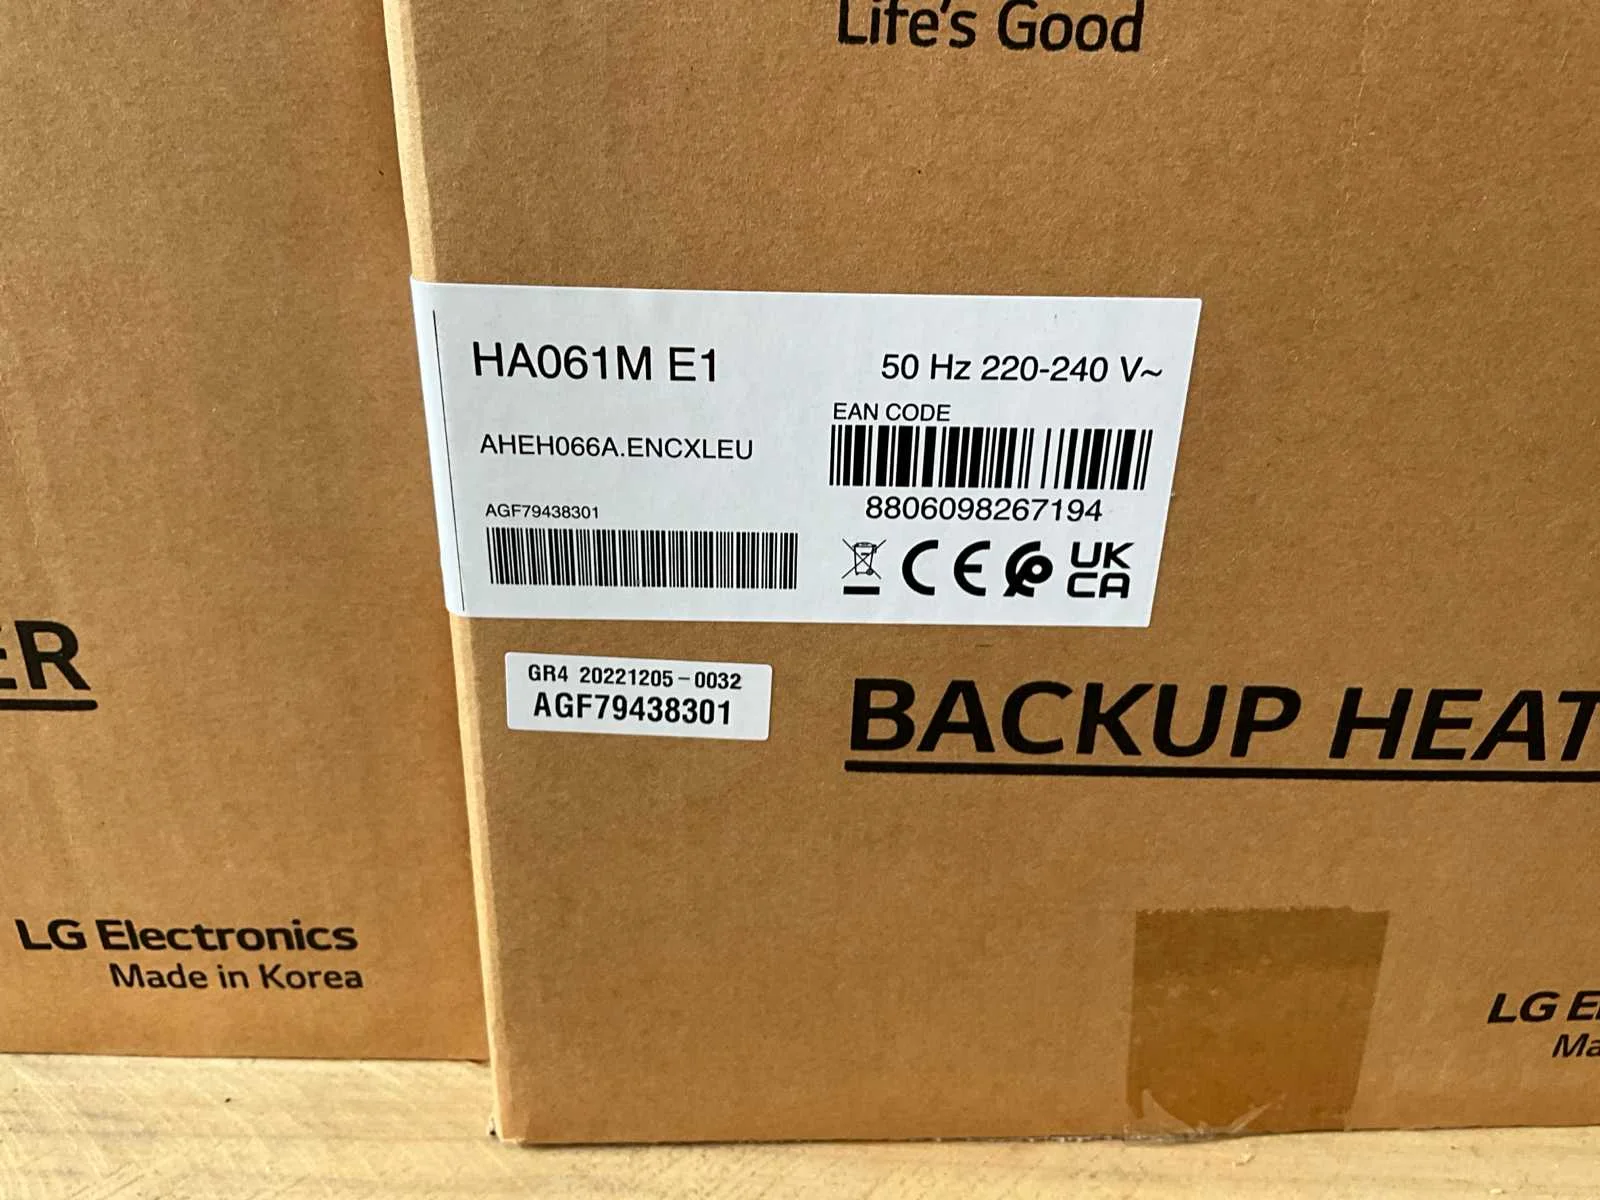 Life's Good
HA061M E1
50 Hz 220-240 V~
EAN CODE
AHEH066A.ENCXLEU
8806098267194
AGF79438301
CE
UK
CA
GR4 20221205-0032
AGF79438301
BACKUP HEAT
ER
LG Electronics
Made in Korea
LG E
Ma